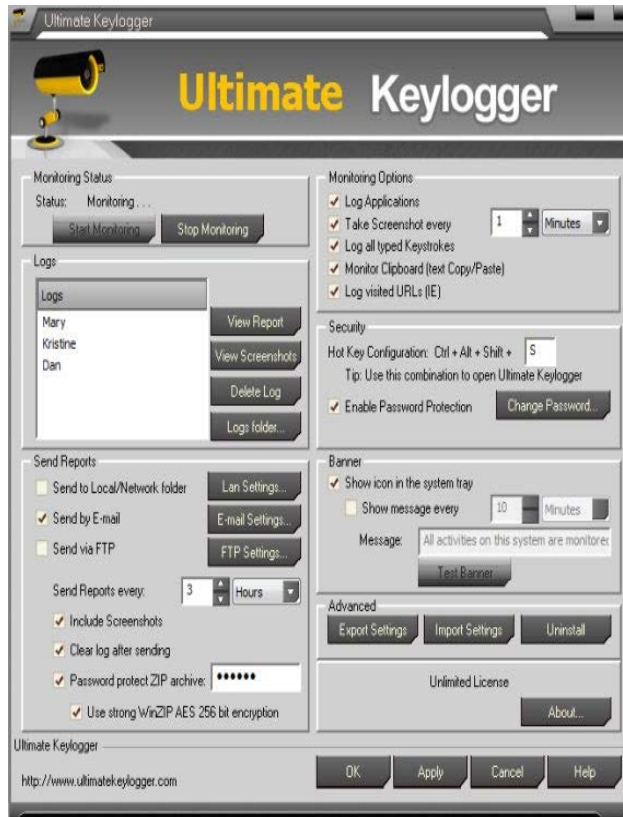 Ultimate Keylogger
Ultimate Keylogger
Monitoring Status
Status: Monitoring . . .
Start Monitoring
Stop Monitoring
Logs
Logs
Mary
Kristine
Dan
View Report
View Screenshots
Delete Log
Logs folder...
Send Reports
Send to Local/Network folder
Lan Settings...
Send by E-mail
E-mail Settings...
Send via FTP
FTP Settings...
Send Reports every: 3 Hours
Include Screenshots
Clear log after sending
Password protect ZIP archive: ••••••
Use strong WinZIP AES 256 bit encryption
Monitoring Options
Log Applications
Take Screenshot every 1 Minutes
Log all typed Keystrokes
Monitor Clipboard (text Copy/Paste)
Log visited URLs (IE)
Security
Hot Key Configuration: Ctrl + Alt + Shift + S
Tip: Use this combination to open Ultimate Keylogger
Enable Password Protection
Change Password...
Banner
Show icon in the system tray
Show message every 10 Minutes
Message: All activities on this system are monitored
Test Banner
Advanced
Export Settings
Import Settings
Uninstall
Unlimited License
About...
Ultimate Keylogger
http://www.ultimatekeylogger.com
OK
Apply
Cancel
Help